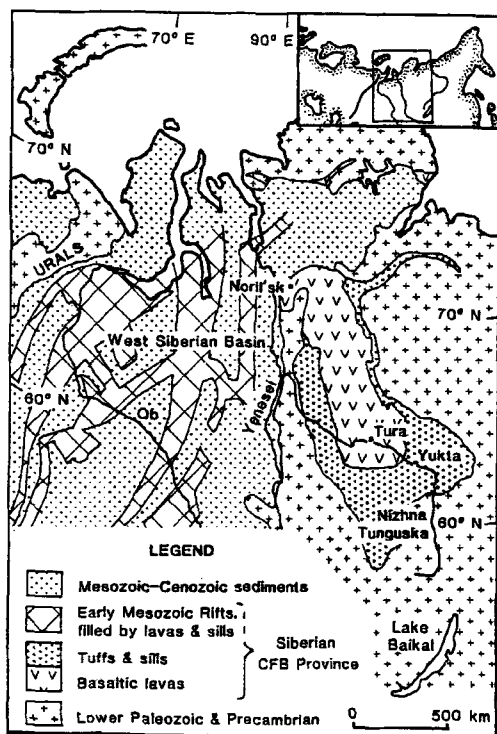 70° E
90° E
70° N
URALS
Noril'sk
70° N
West Siberian Basin
60° N
Ob
Yenesei
Tura
Yukta
Nizhna
Tunguska
60° N
LEGEND
Mesozoic-Cenozoic sediments
Early Mesozoic Rifts.
filled by lavas & sills
Tuffs & sills
Basaltic lavas
Siberian
CFB Province
Lower Paleozoic & Precambrian
Lake
Baikal
0 500 km